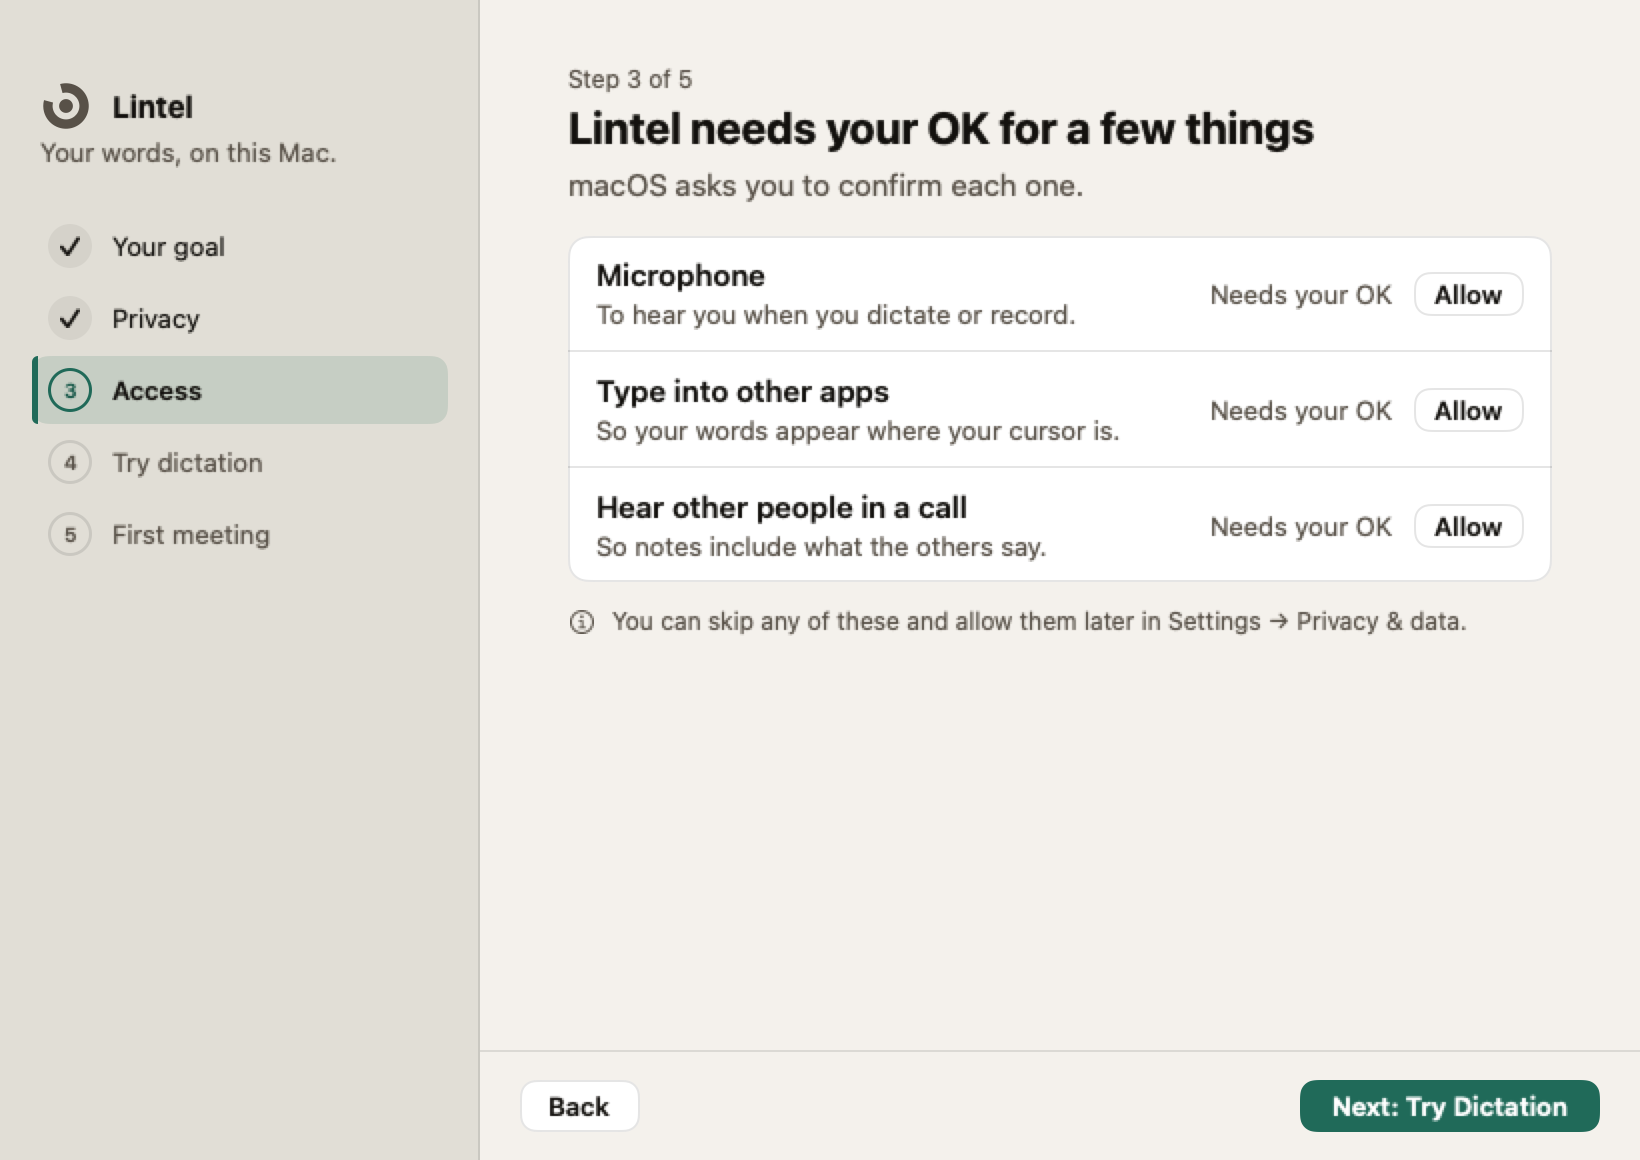 Lintel
Your words, on this Mac.
Your goal
Privacy
3 Access
4 Try dictation
5 First meeting
Step 3 of 5
Lintel needs your OK for a few things
macOS asks you to confirm each one.
Microphone
To hear you when you dictate or record.
Needs your OK Allow
Type into other apps
So your words appear where your cursor is.
Needs your OK Allow
Hear other people in a call
So notes include what the others say.
Needs your OK Allow
You can skip any of these and allow them later in Settings → Privacy & data.
Back
Next: Try Dictation